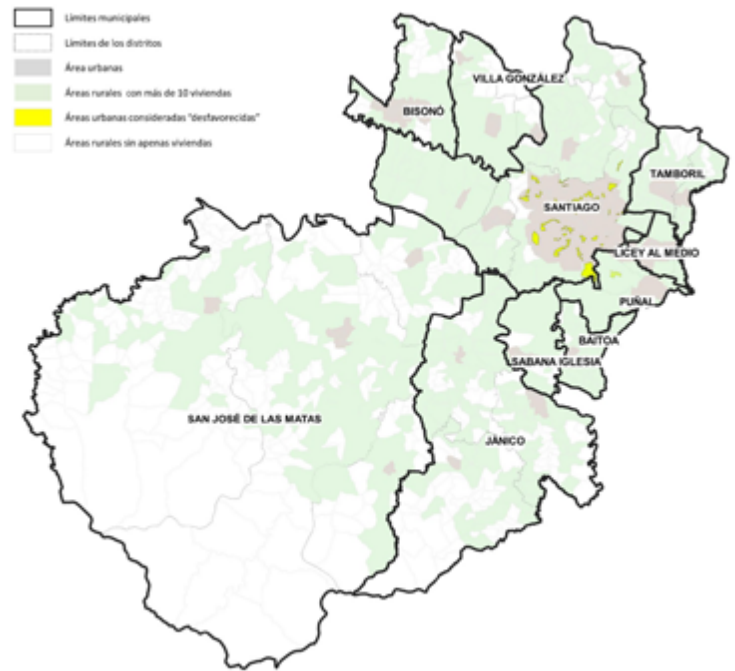 Límites municipales
Límites de los distritos
Área urbanas
Áreas rurales con más de 10 viviendas
Áreas urbanas consideradas "desfavorecidas"
Áreas rurales sin apenas viviendas
VILLA GONZÁLEZ
BISONÓ
TAMBORIL
SANTIAGO
LICEY AL MEDIO
PUÑAL
BAITOA
SABANA IGLESIA
SAN JOSÉ DE LAS MATAS
JÁNICO